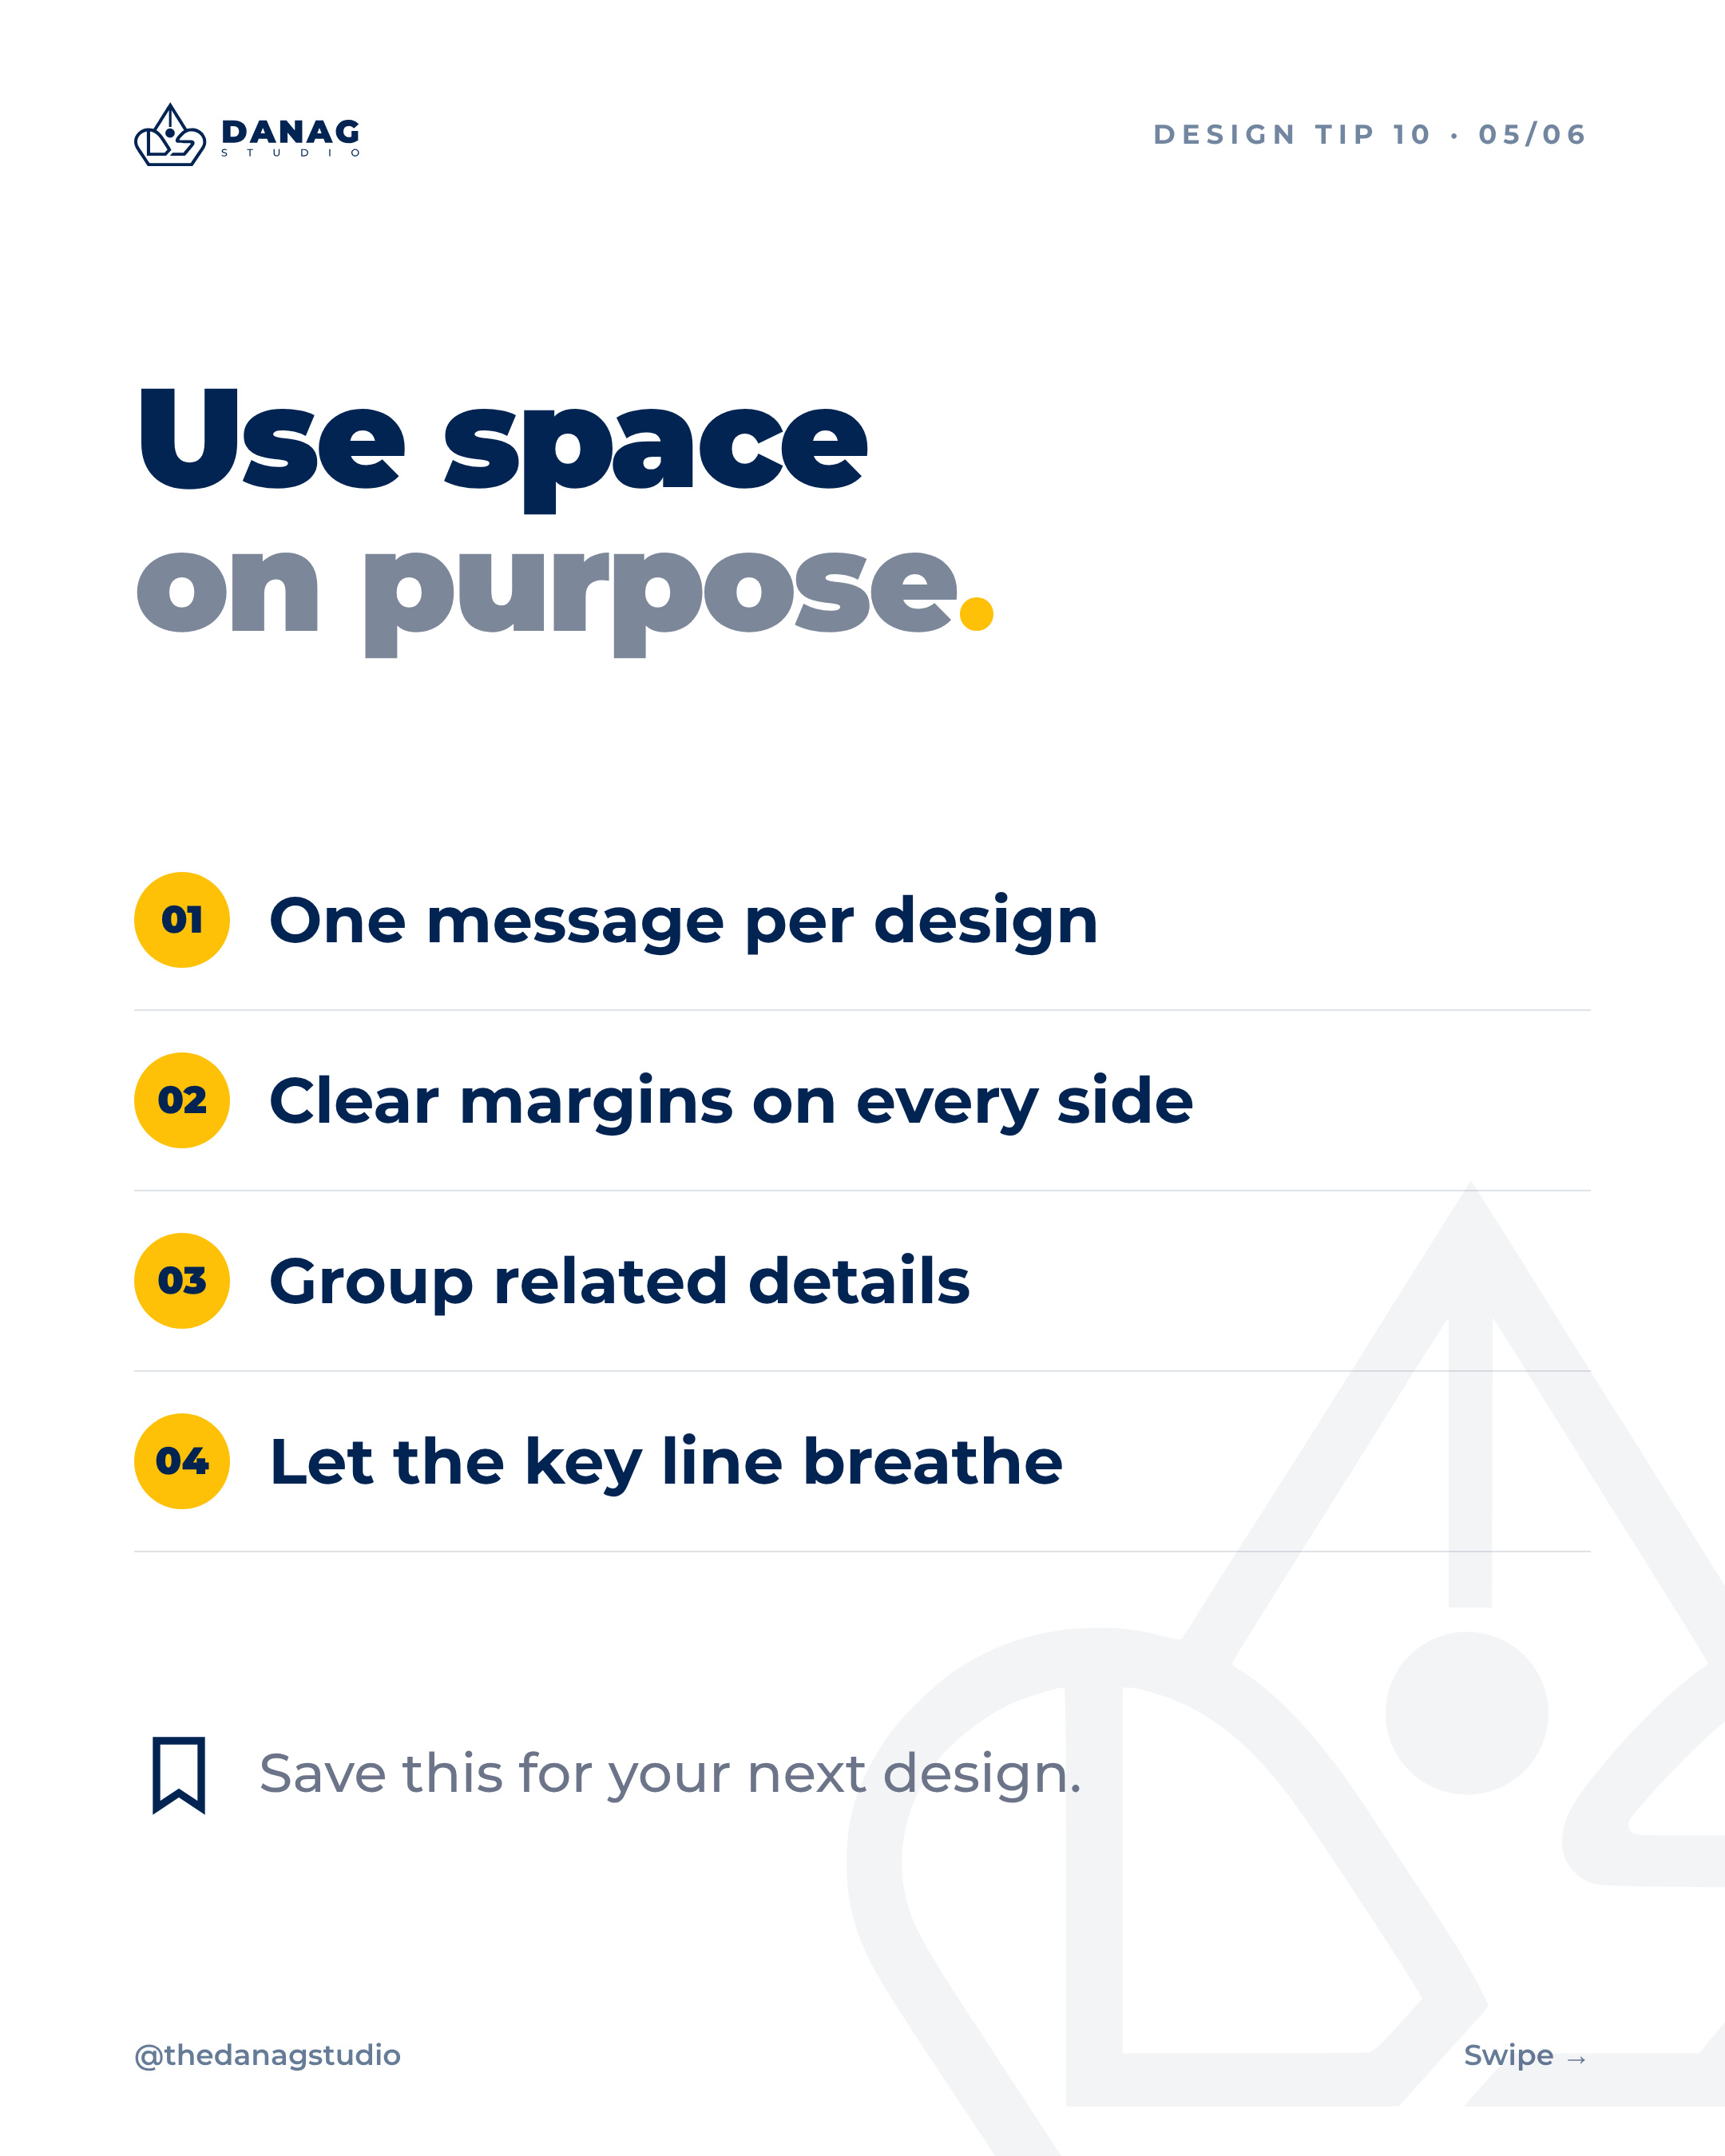 DANAG
STUDIO
DESIGN TIP 10 · 05/06
Use space
on purpose.
01 One message per design
02 Clear margins on every side
03 Group related details
04 Let the key line breathe
Save this for your next design.
@thedanagstudio
Swipe →